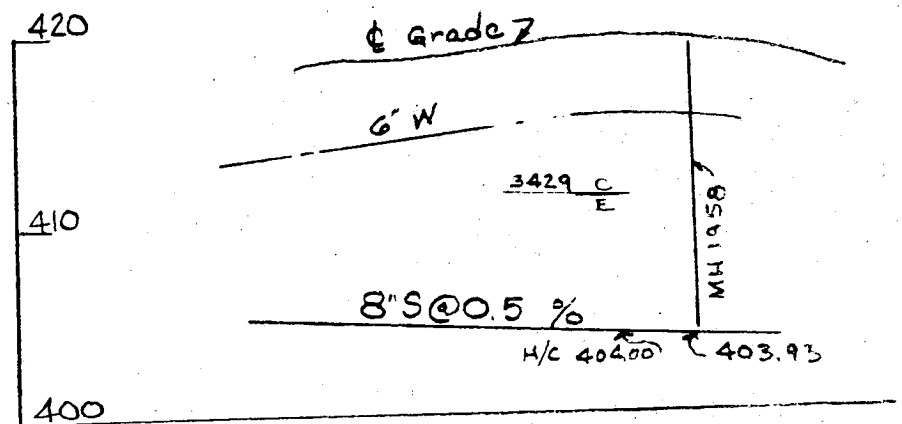 420
℄ Grade
6" W
3429 C
E
410
MH 1958
8"S@0.5 %
H/C 404.00
403.93
400